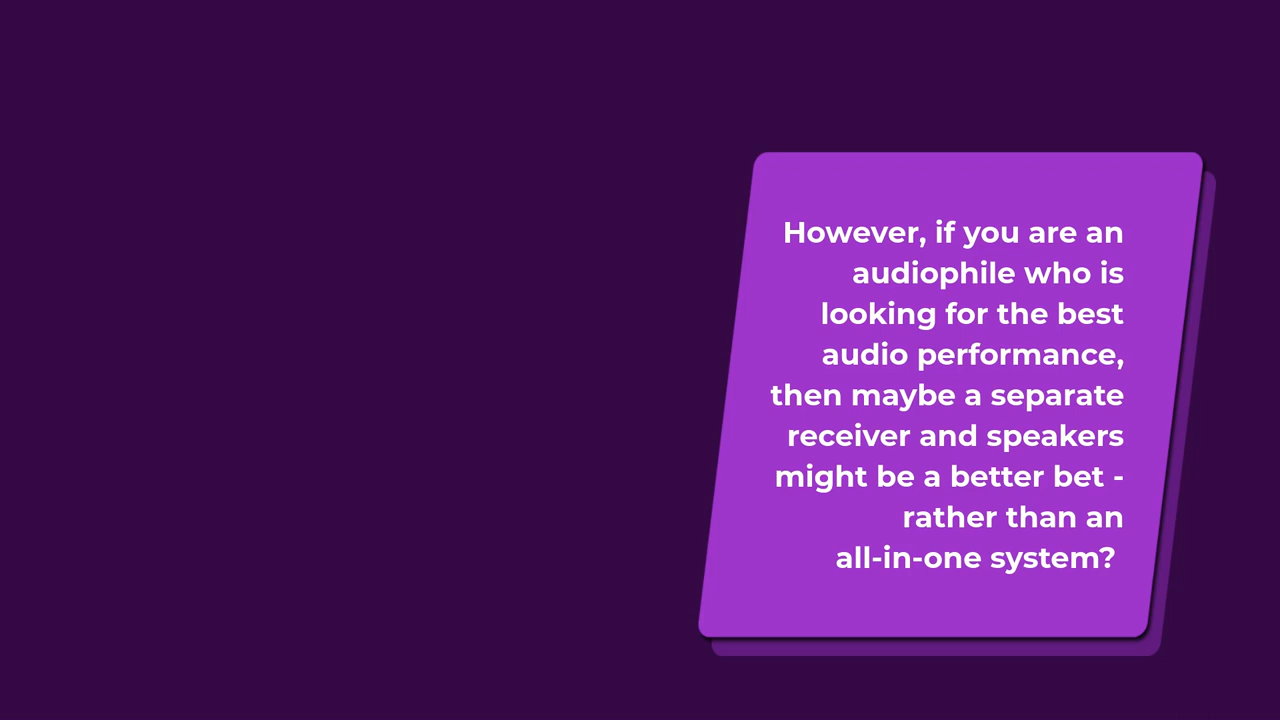 However, if you are an
audiophile who is
looking for the best
audio performance,
then maybe a separate
receiver and speakers
might be a better bet -
rather than an
all-in-one system?